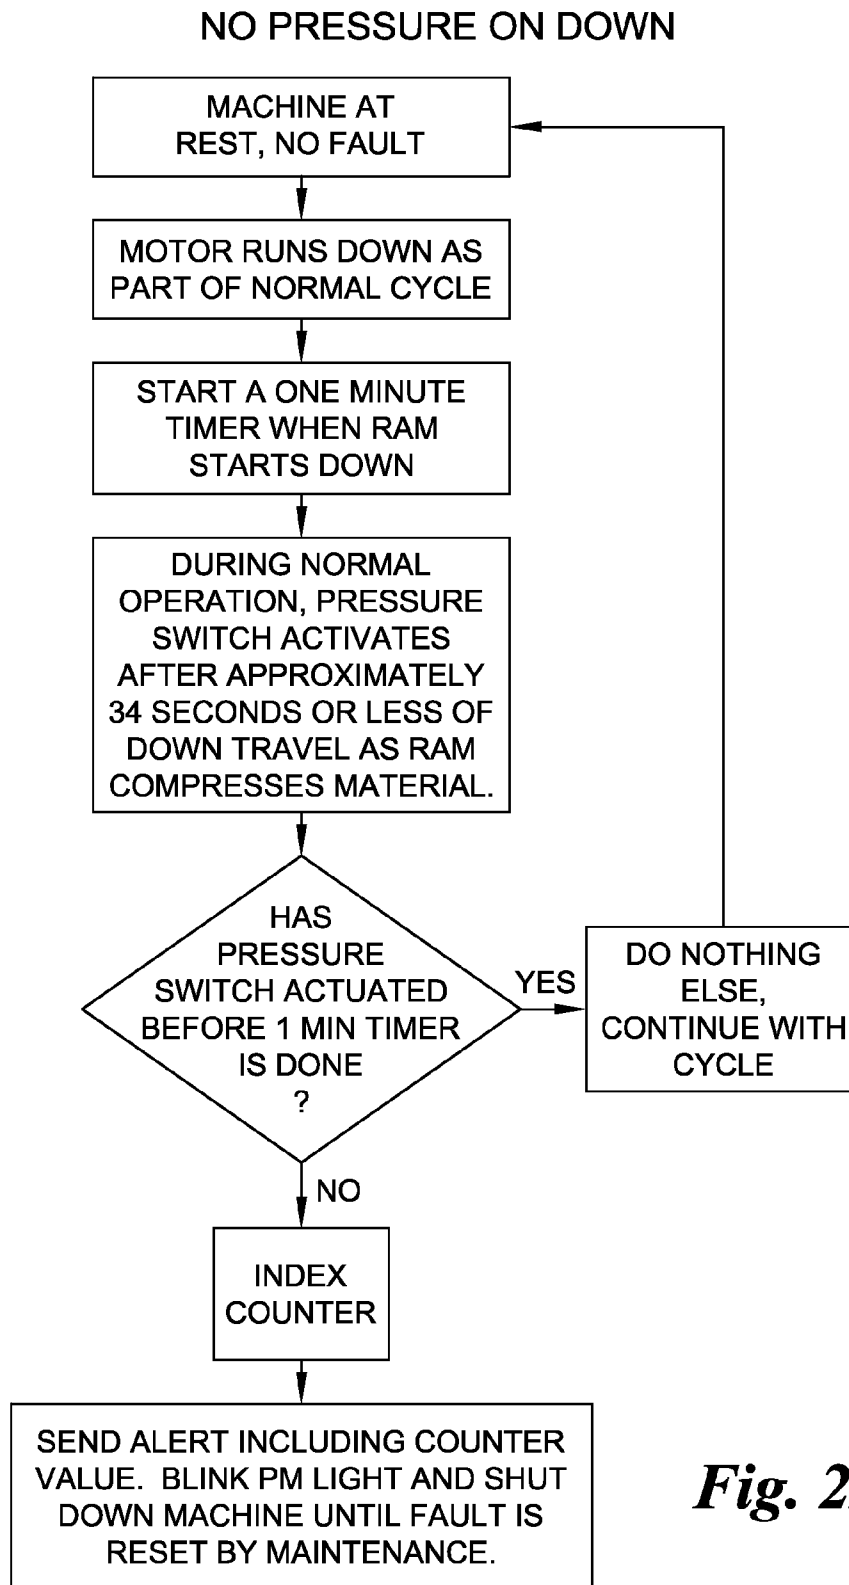 NO PRESSURE ON DOWN
MACHINE AT
REST, NO FAULT
MOTOR RUNS DOWN AS
PART OF NORMAL CYCLE
START A ONE MINUTE
TIMER WHEN RAM
STARTS DOWN
DURING NORMAL
OPERATION, PRESSURE
SWITCH ACTIVATES
AFTER APPROXIMATELY
34 SECONDS OR LESS OF
DOWN TRAVEL AS RAM
COMPRESSES MATERIAL.
HAS
PRESSURE
SWITCH ACTUATED
BEFORE 1 MIN TIMER
IS DONE
?
YES
DO NOTHING
ELSE,
CONTINUE WITH
CYCLE
NO
INDEX
COUNTER
SEND ALERT INCLUDING COUNTER
VALUE. BLINK PM LIGHT AND SHUT
DOWN MACHINE UNTIL FAULT IS
RESET BY MAINTENANCE.
Fig.